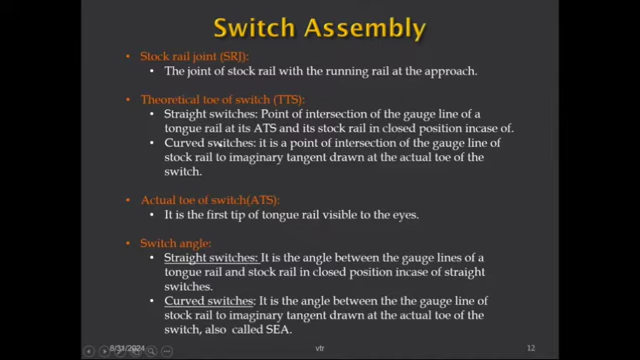 Switch Assembly
• Stock rail joint (SRJ):
• The joint of stock rail with the running rail at the approach.
• Theoretical toe of switch (TTS):
• Straight switches: Point of intersection of the gauge line of a
tongue rail at its ATS and its stock rail in closed position incase of.
• Curved switches: it is a point of intersection of the gauge line of
stock rail to imaginary tangent drawn at the actual toe of the
switch.
• Actual toe of switch(ATS):
• It is the first tip of tongue rail visible to the eyes.
• Switch angle:
• Straight switches: It is the angle between the gauge lines of a
tongue rail and stock rail in closed position incase of straight
switches.
• Curved switches: It is the angle between the the gauge line of
stock rail to imaginary tangent drawn at the actual toe of the
switch, also called SEA.
8/31/2024
vtr
12